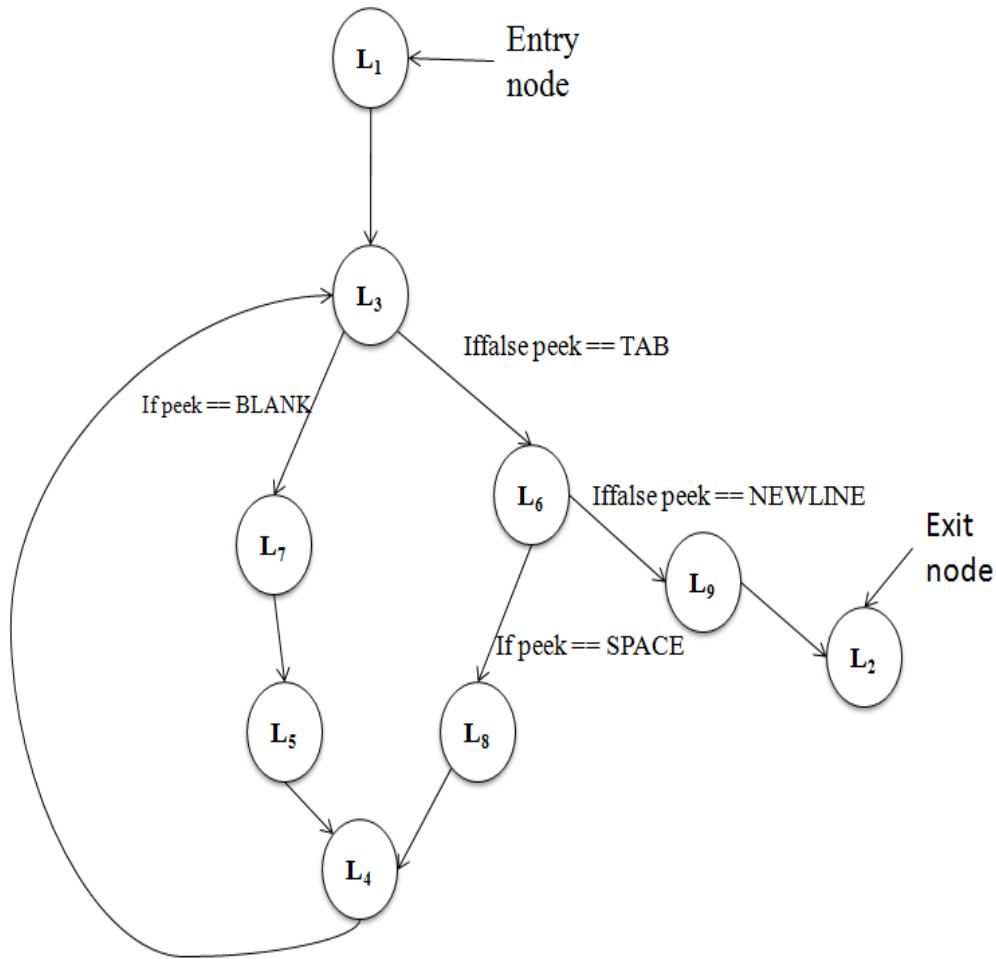 L₁
Entry
node
L₃
Iffalse peek == TAB
If peek == BLANK
L₆
Iffalse peek == NEWLINE
Exit
node
L₇
L₉
If peek == SPACE
L₂
L₅
L₈
L₄